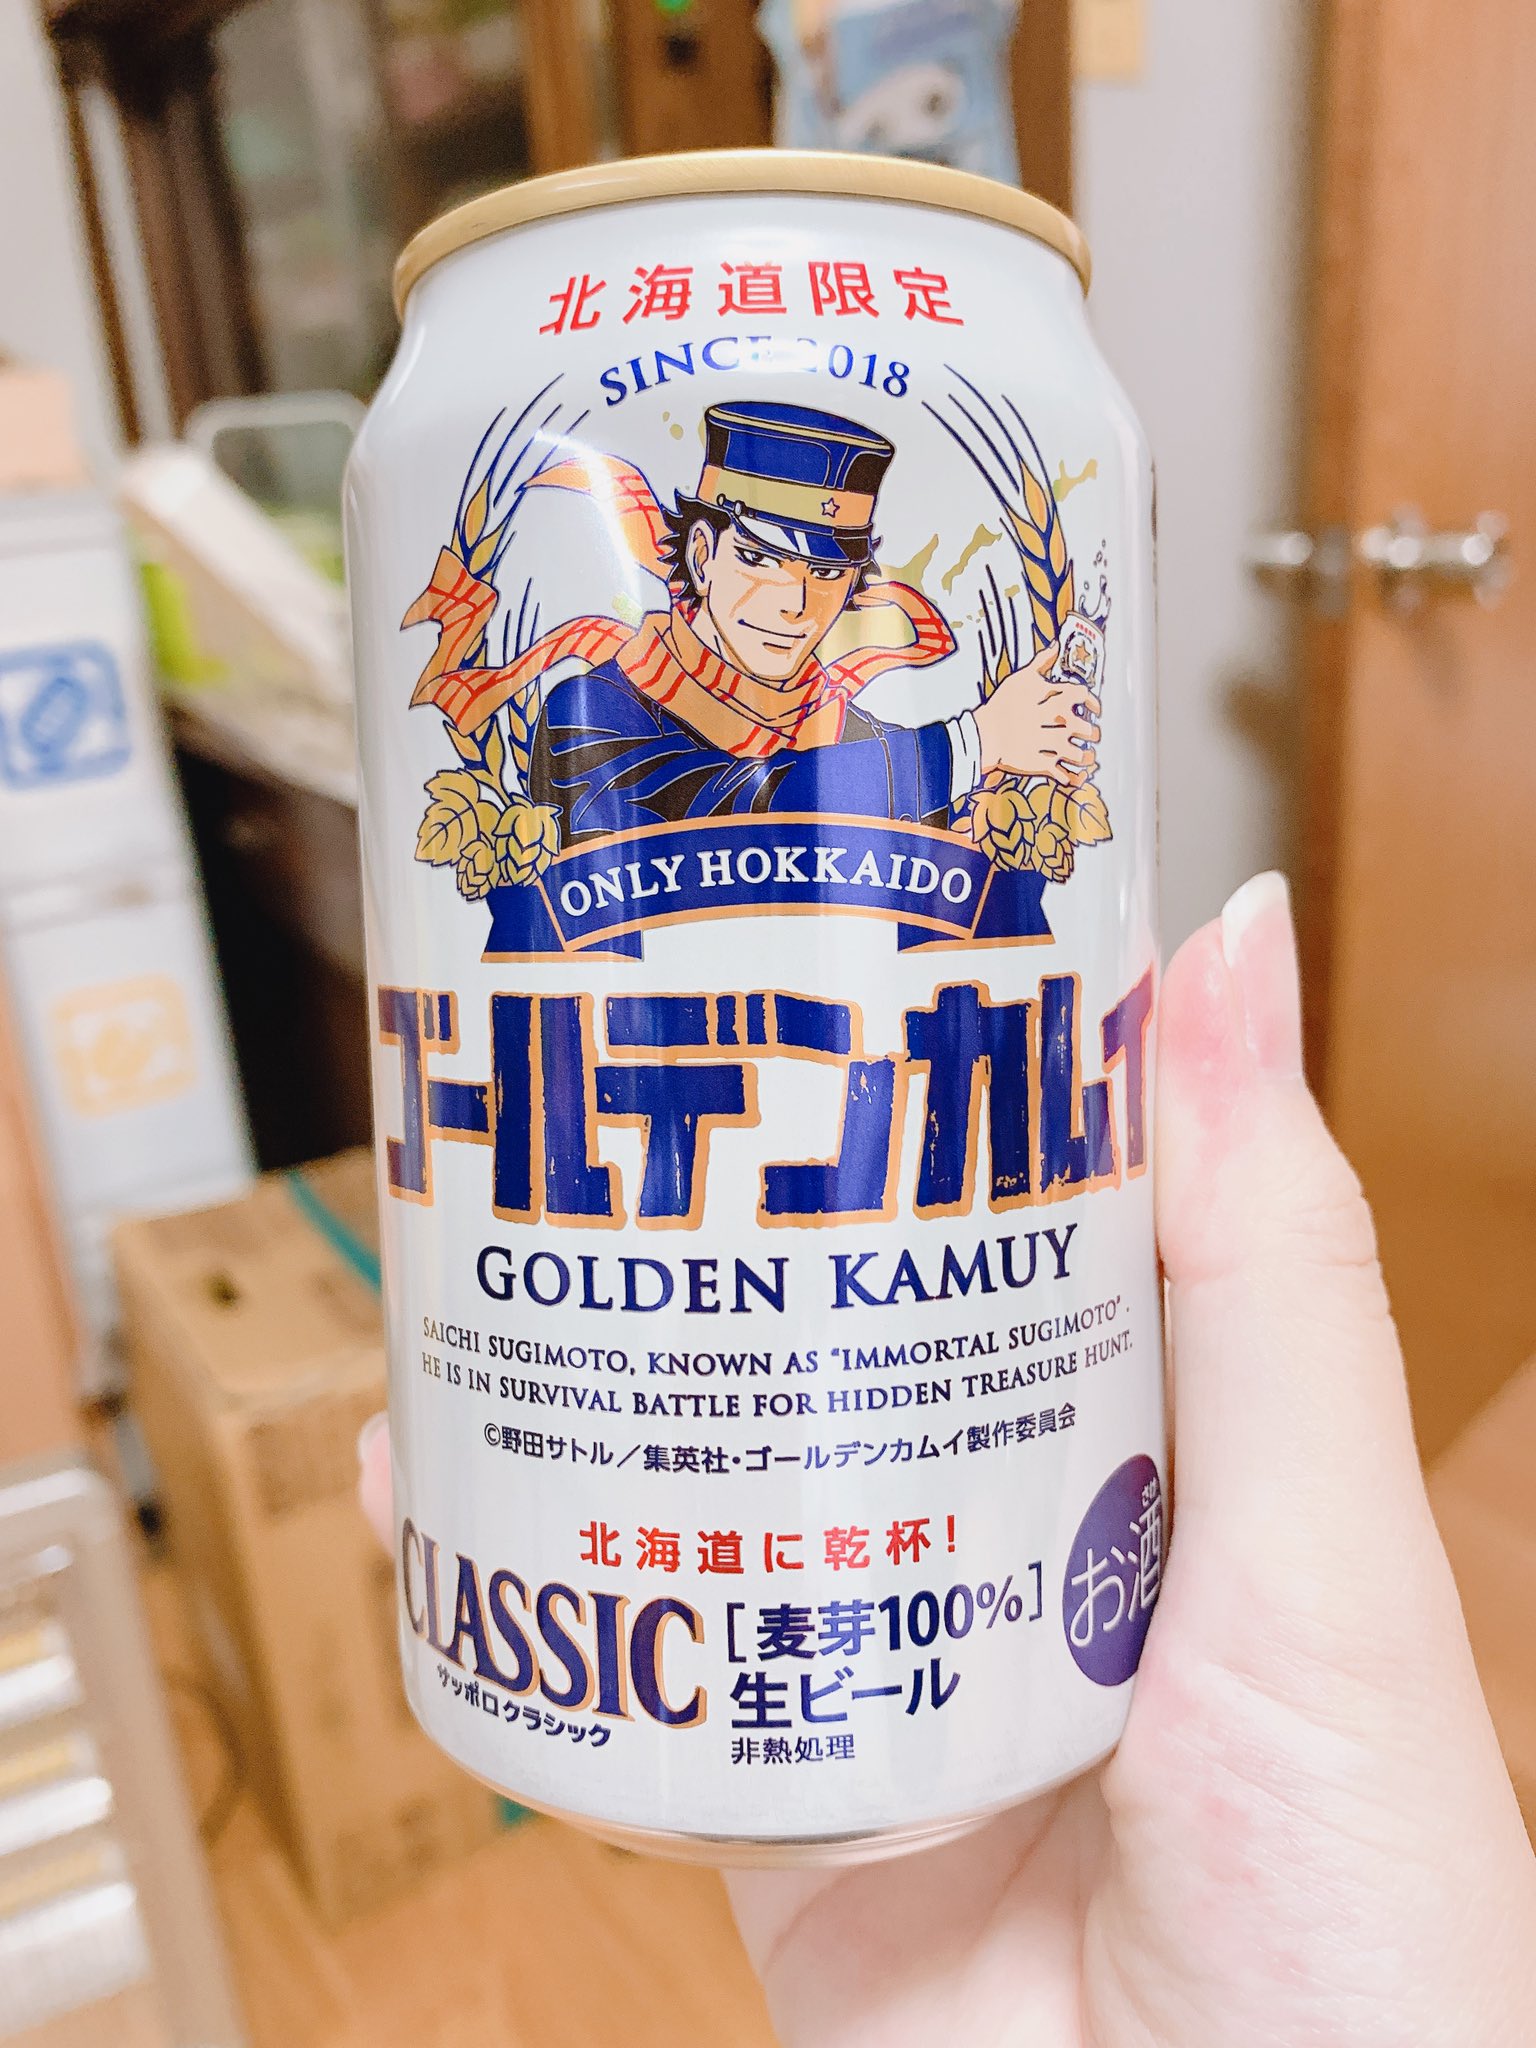 北海道限定
SINCE 2018
ONLY HOKKAIDO
ゴールデンカムイ
GOLDEN KAMUY
SAICHI SUGIMOTO, KNOWN AS “IMMORTAL SUGIMOTO”.
HE IS IN SURVIVAL BATTLE FOR HIDDEN TREASURE HUNT.
©野田サトル／集英社・ゴールデンカムイ製作委員会
北海道に乾杯！
CLASSIC
サッポロクラシック
［麦芽100%］
生ビール
非熱処理
さけ
お酒